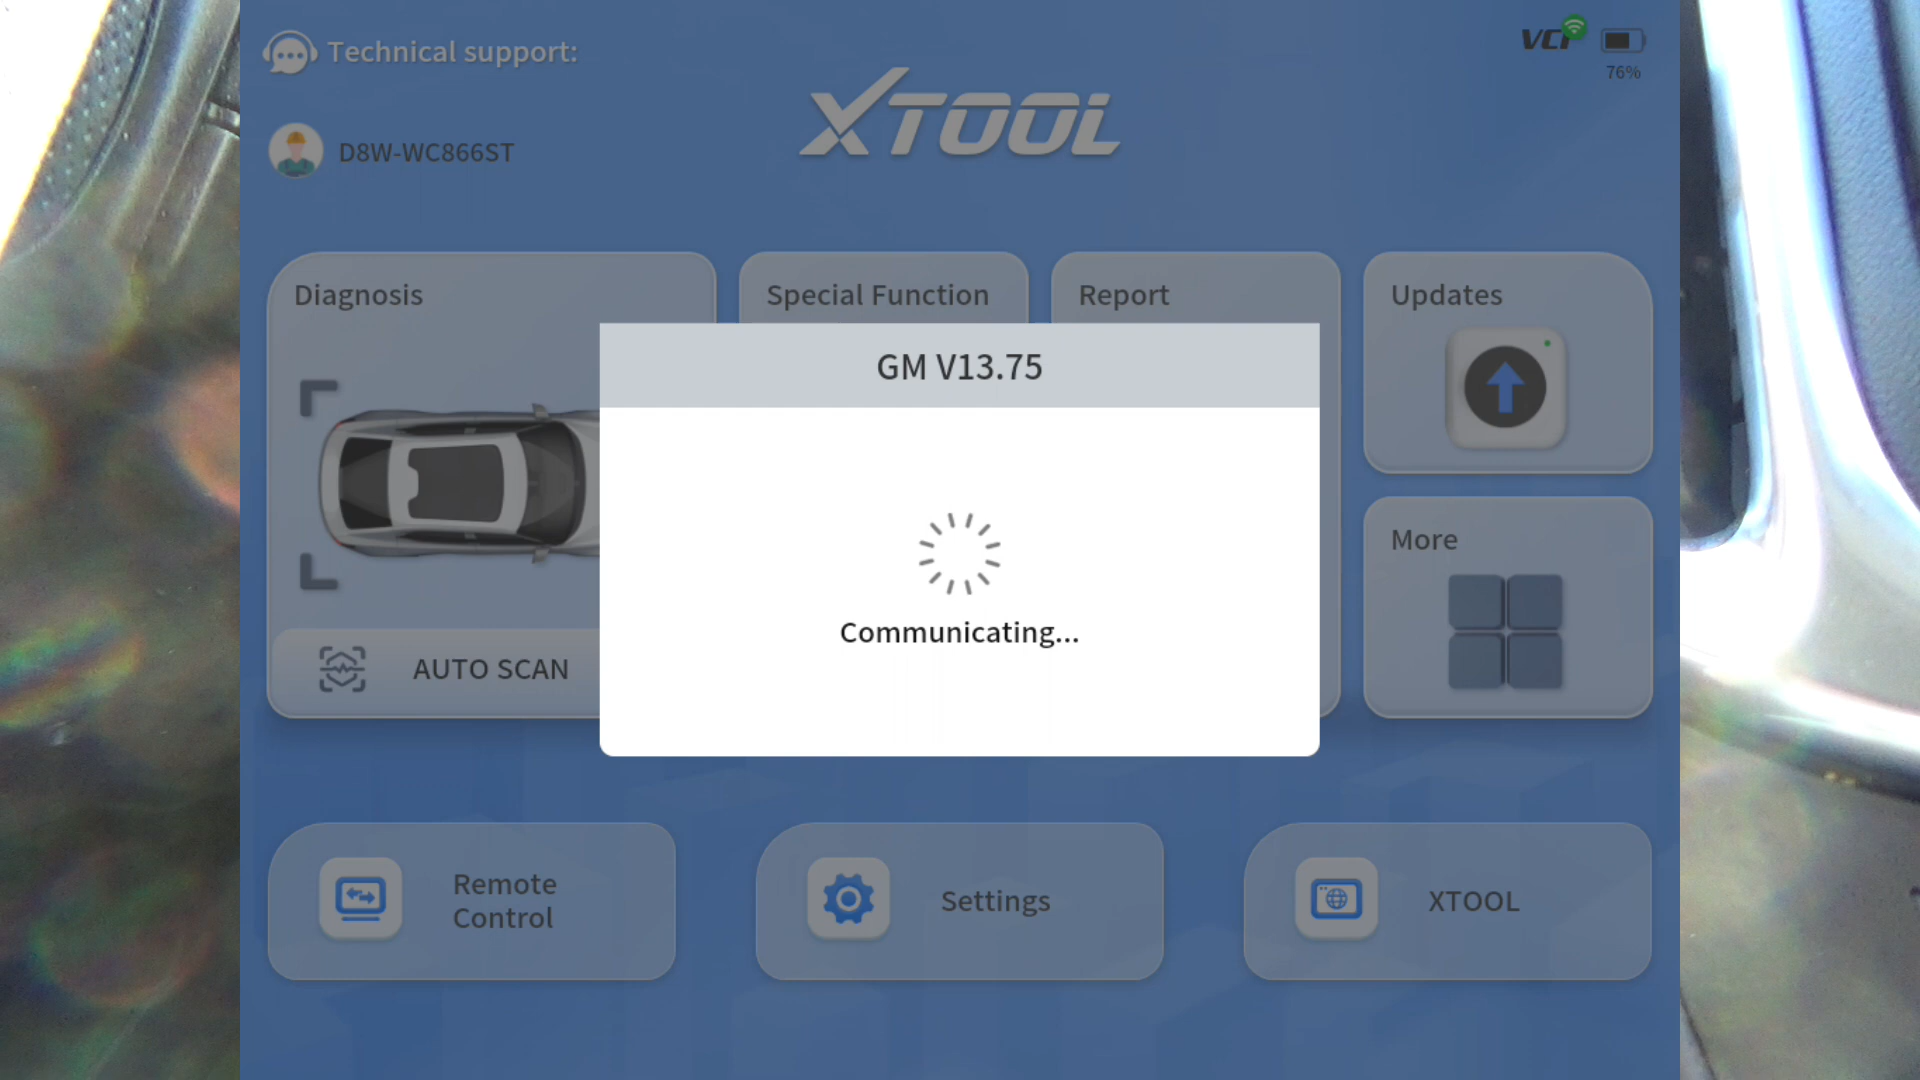 Technical support:
VCI
76%
XTOOL
D8W-WC866ST
Diagnosis
Special Function
Report
Updates
GM V13.75
Communicating...
More
AUTO SCAN
Remote
Control
Settings
XTOOL